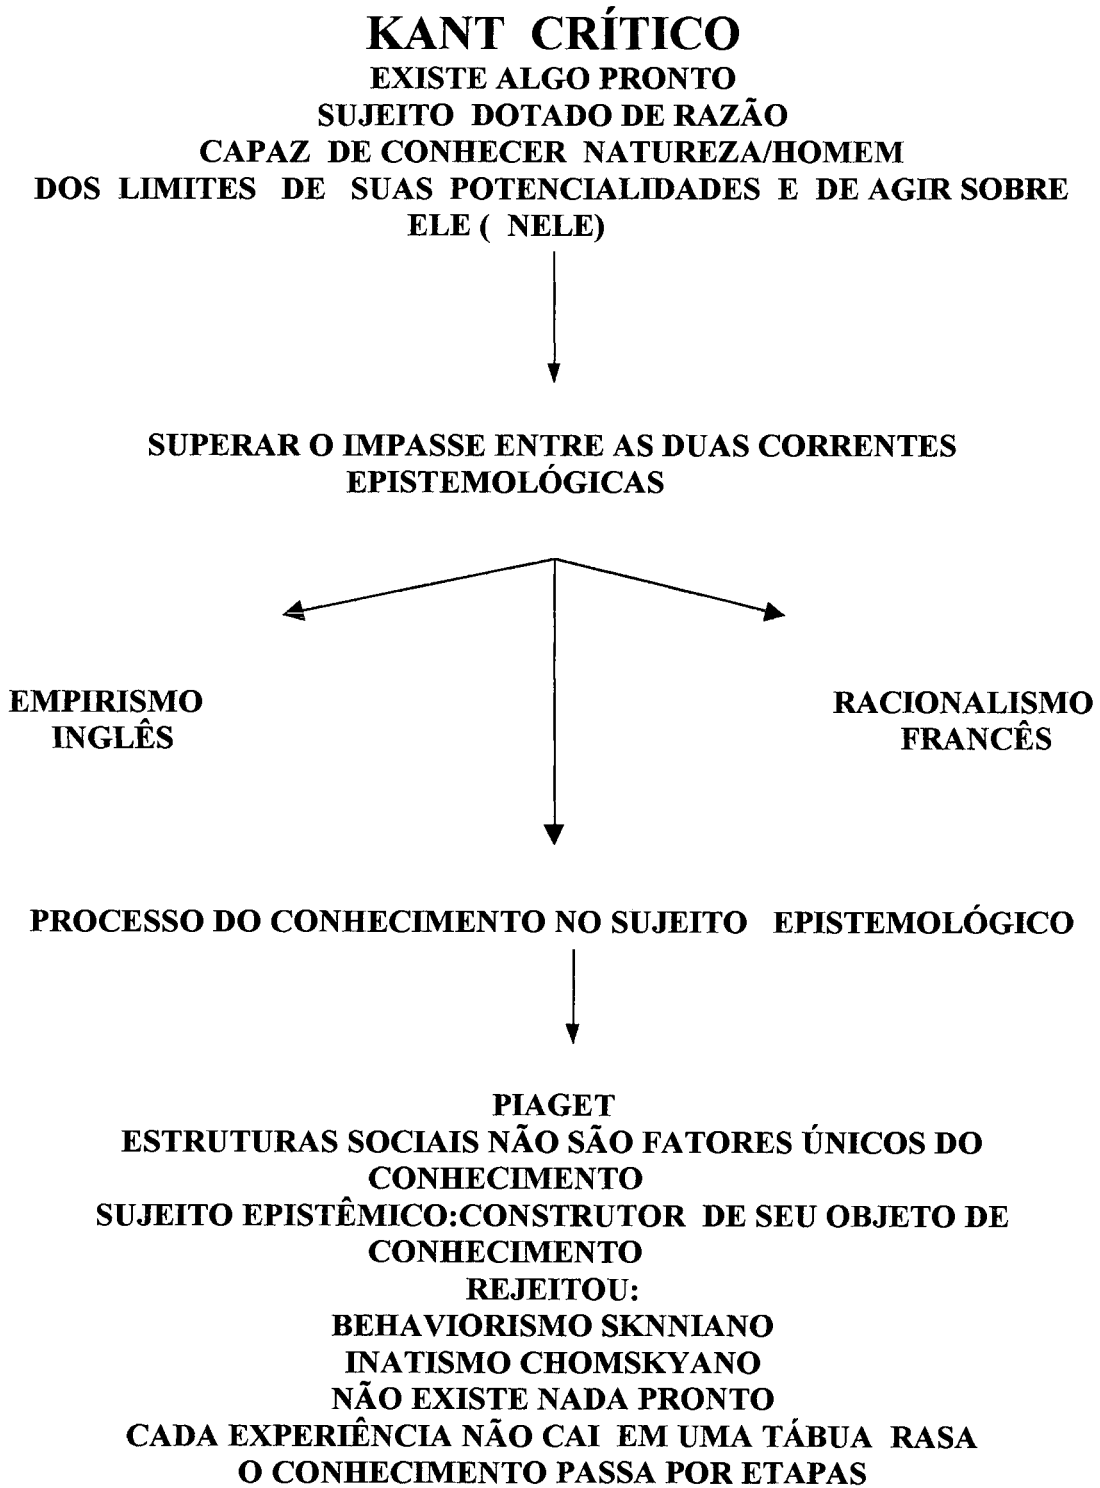 KANT CRÍTICO
EXISTE ALGO PRONTO
SUJEITO DOTADO DE RAZÃO
CAPAZ DE CONHECER NATUREZA/HOMEM
DOS LIMITES DE SUAS POTENCIALIDADES E DE AGIR SOBRE
ELE ( NELE)
SUPERAR O IMPASSE ENTRE AS DUAS CORRENTES
EPISTEMOLÓGICAS
EMPIRISMO
INGLÊS
RACIONALISMO
FRANCÊS
PROCESSO DO CONHECIMENTO NO SUJEITO EPISTEMOLÓGICO
PIAGET
ESTRUTURAS SOCIAIS NÃO SÃO FATORES ÚNICOS DO
CONHECIMENTO
SUJEITO EPISTÊMICO:CONSTRUTOR DE SEU OBJETO DE
CONHECIMENTO
REJEITOU:
BEHAVIORISMO SKNNIANO
INATISMO CHOMSKYANO
NÃO EXISTE NADA PRONTO
CADA EXPERIÊNCIA NÃO CAI EM UMA TÁBUA RASA
O CONHECIMENTO PASSA POR ETAPAS